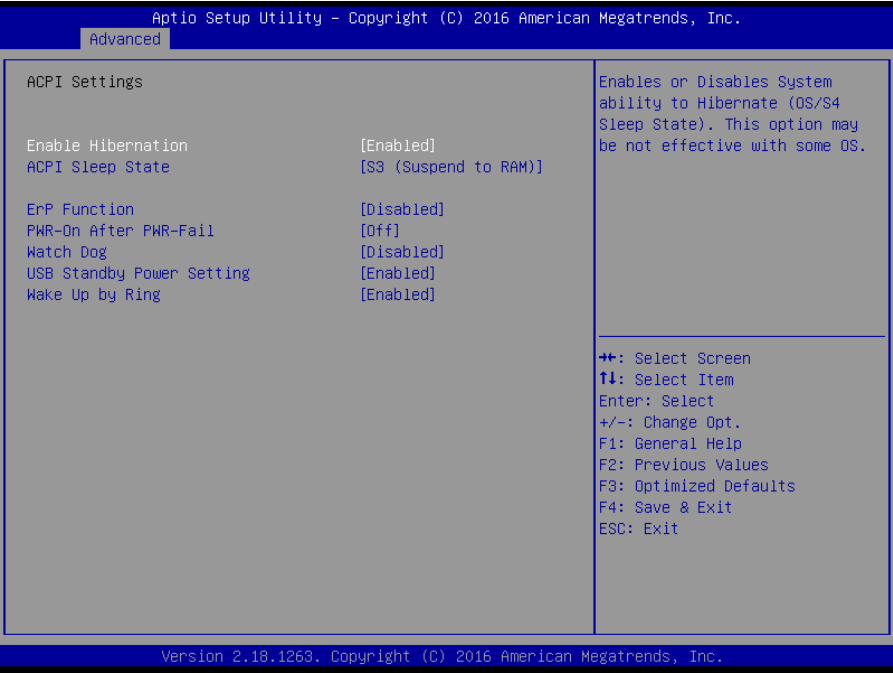 Aptio Setup Utility – Copyright (C) 2016 American Megatrends, Inc.
Advanced
ACPI Settings
Enable Hibernation [Enabled]
ACPI Sleep State [S3 (Suspend to RAM)]
ErP Function [Disabled]
PWR-On After PWR-Fail [Off]
Watch Dog [Disabled]
USB Standby Power Setting [Enabled]
Wake Up by Ring [Enabled]
Enables or Disables System
ability to Hibernate (OS/S4
Sleep State). This option may
be not effective with some OS.
→←: Select Screen
↑↓: Select Item
Enter: Select
+/-: Change Opt.
F1: General Help
F2: Previous Values
F3: Optimized Defaults
F4: Save & Exit
ESC: Exit
Version 2.18.1263. Copyright (C) 2016 American Megatrends, Inc.